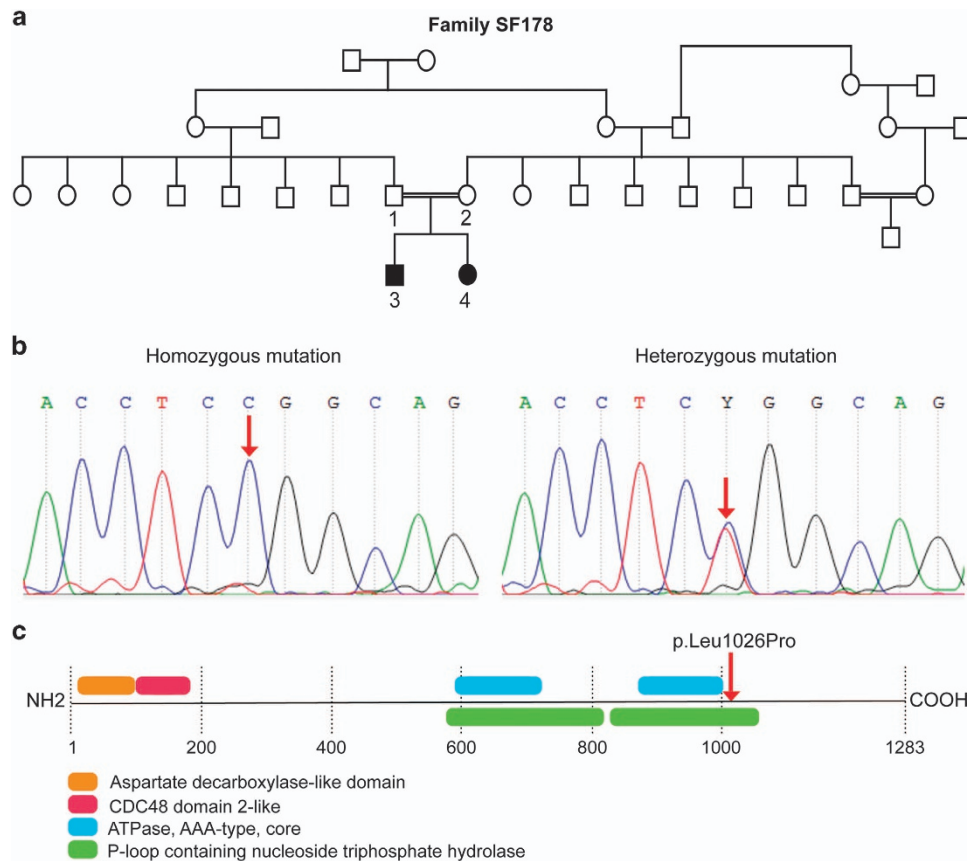 a
Family SF178
1 2
3 4
b
Homozygous mutation Heterozygous mutation
A C C T C C G G C A G A C C T C Y G G C A G
c
p.Leu1026Pro
NH2 COOH
1 200 400 600 800 1000 1283
Aspartate decarboxylase-like domain
CDC48 domain 2-like
ATPase, AAA-type, core
P-loop containing nucleoside triphosphate hydrolase